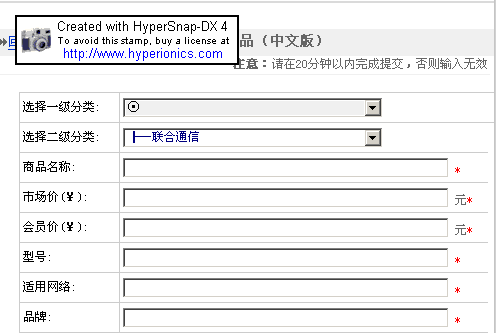 Created with HyperSnap-DX 4
To avoid this stamp, buy a license at
http://www.hyperionics.com
品（中文版）
注意：请在20分钟以内完成提交，否则输入无效
选择一级分类：
选择二级分类： ├──联合通信
商品名称： *
市场价(¥)： 元*
会员价(¥)： 元*
型号： *
适用网络： *
品牌： *